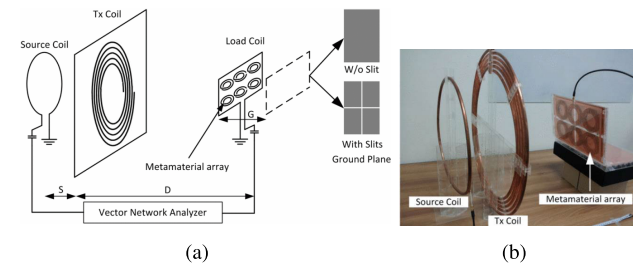 Tx Coil
Source Coil
Load Coil
W/o Slit
G
With Slits
Ground Plane
Metamaterial array
S
D
Vector Network Analyzer
(a)
Source Coil
Tx Coil
Metamaterial array
(b)